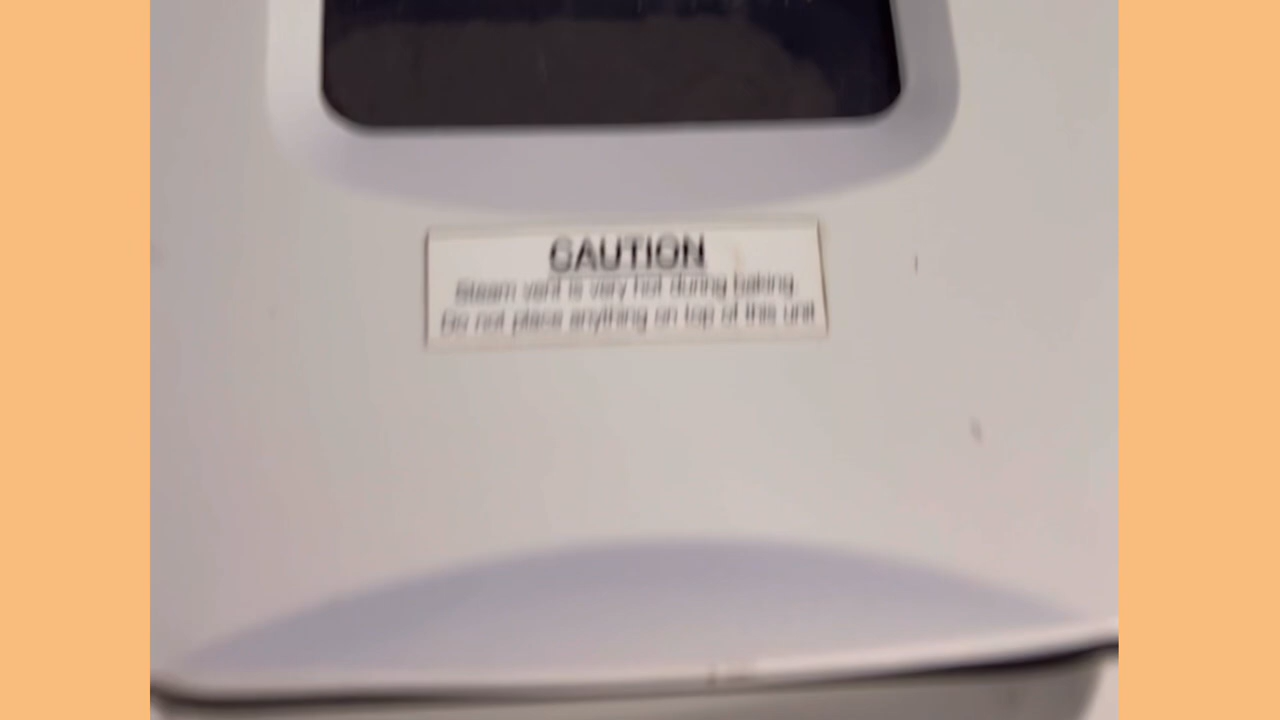 CAUTION
Steam vent is very hot during baking.
Do not place anything on top of this unit